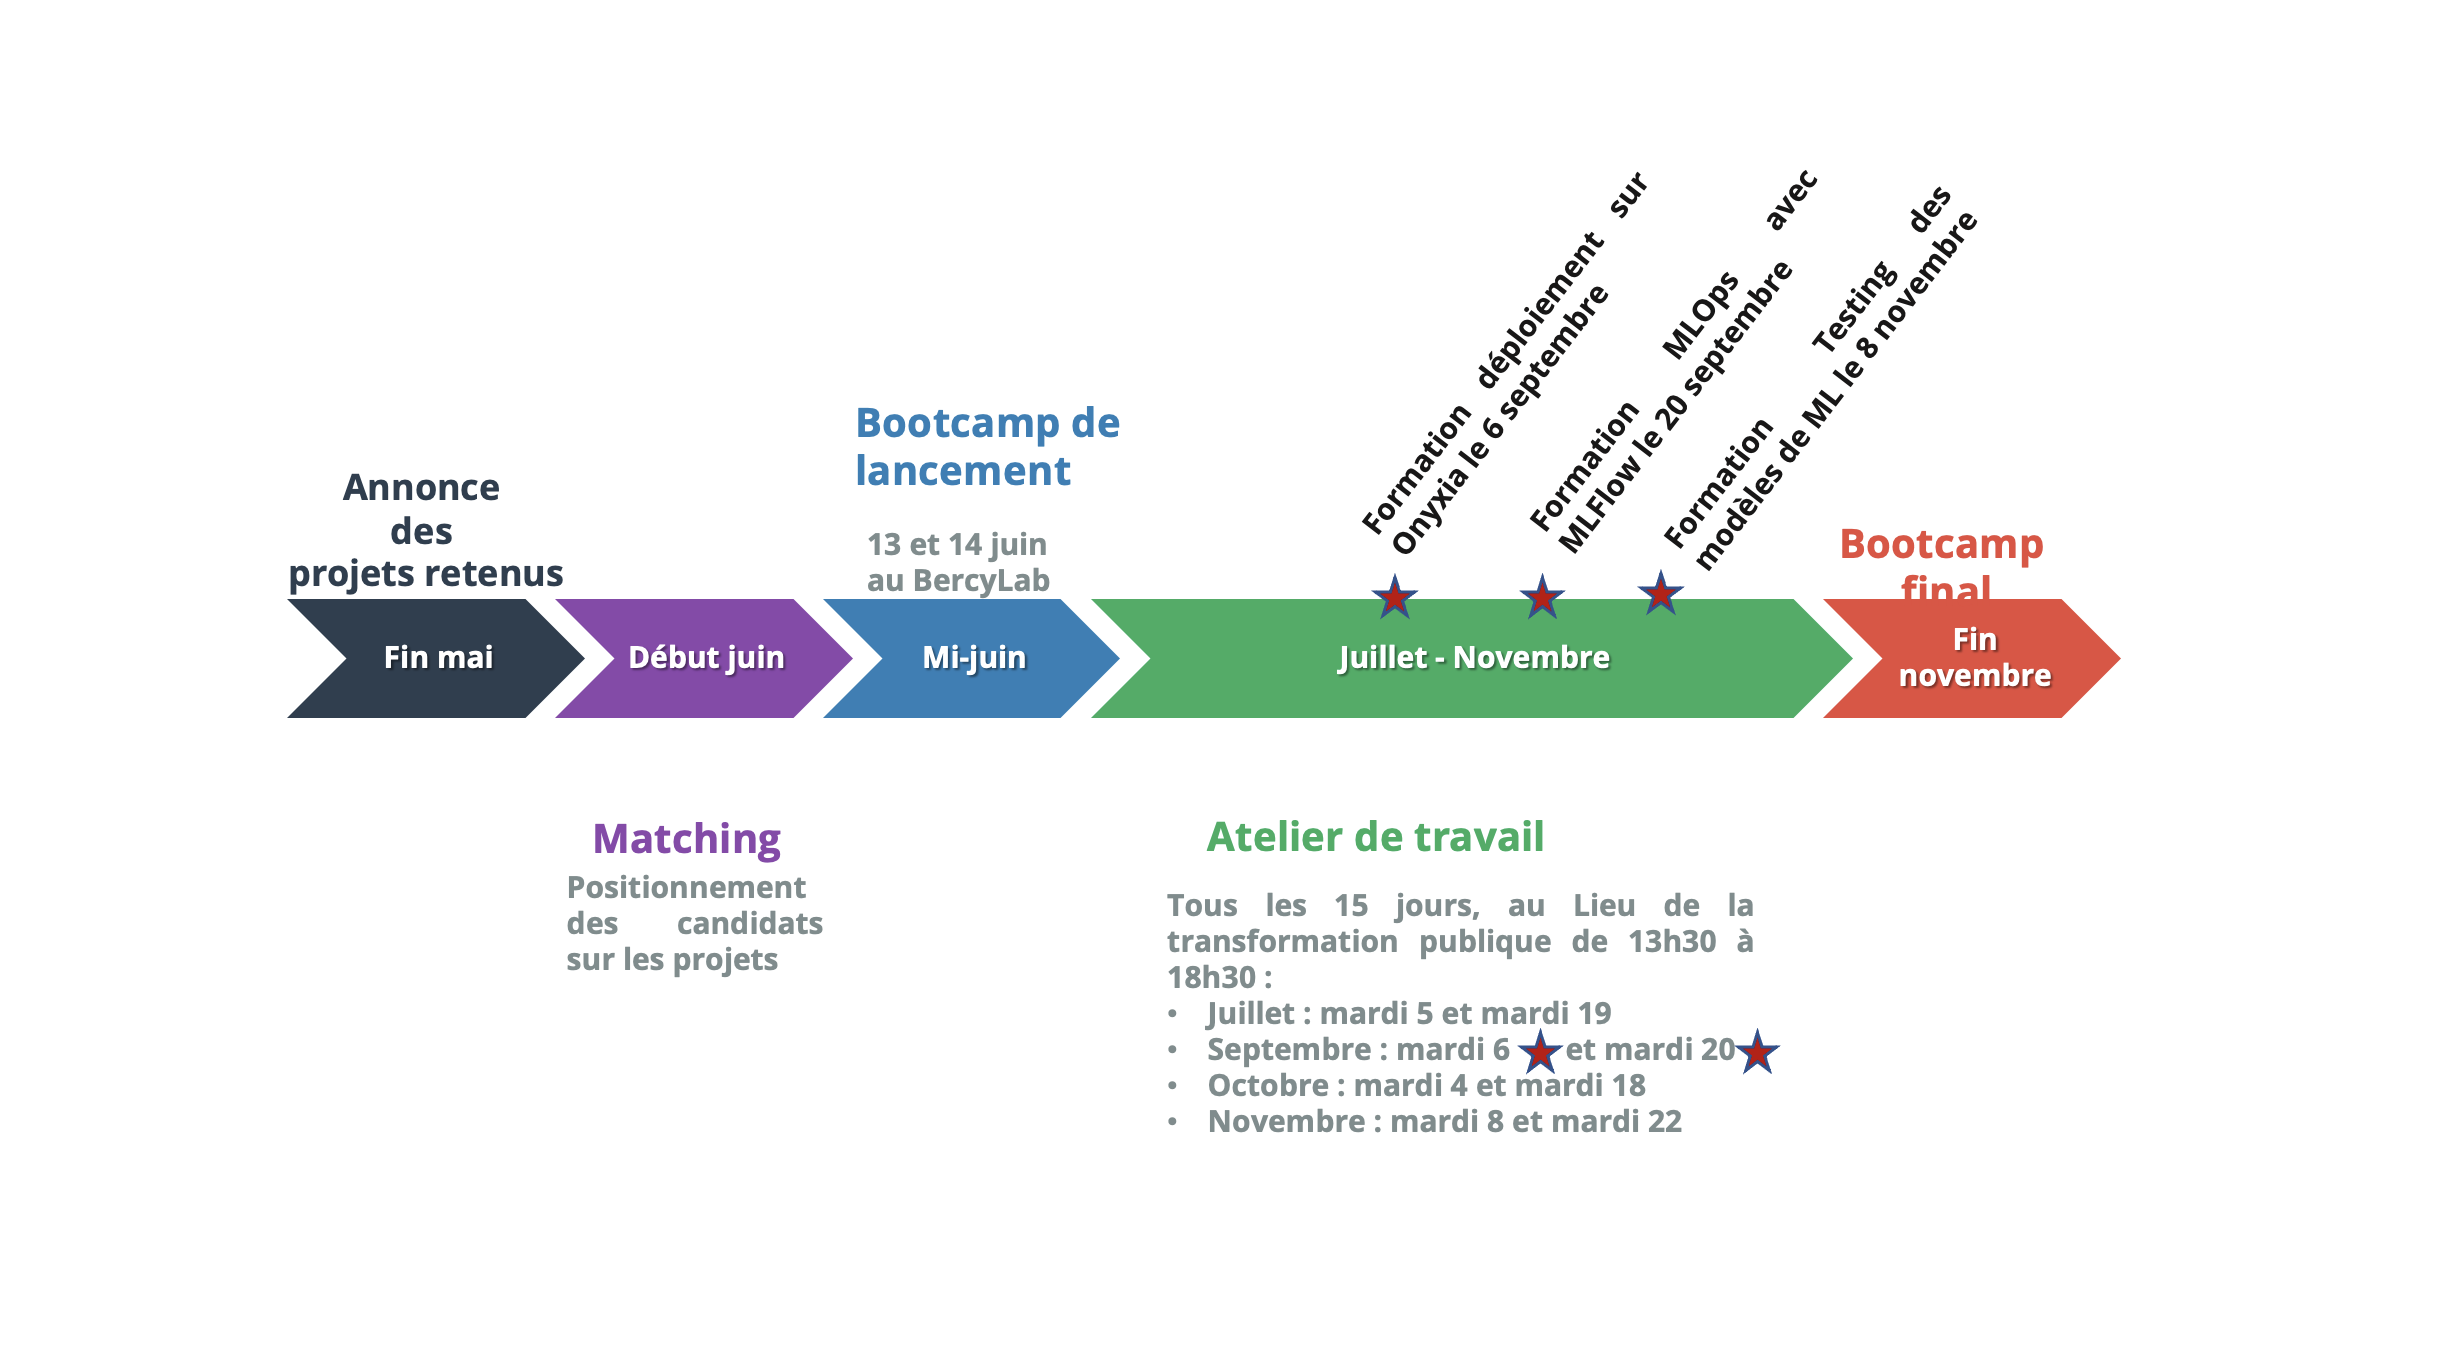 Annonce
des
projets retenus
Bootcamp de
lancement
13 et 14 juin
au BercyLab
Formation déploiement sur
Onyxia le 6 septembre
Formation MLOps avec
MLFlow le 20 septembre
Formation Testing des
modèles de ML le 8 novembre
Bootcamp
final
Fin mai
Début juin
Mi-juin
Juillet - Novembre
Fin
novembre
Matching
Positionnement
des candidats
sur les projets
Atelier de travail
Tous les 15 jours, au Lieu de la
transformation publique de 13h30 à
18h30 :
• Juillet : mardi 5 et mardi 19
• Septembre : mardi 6 et mardi 20
• Octobre : mardi 4 et mardi 18
• Novembre : mardi 8 et mardi 22